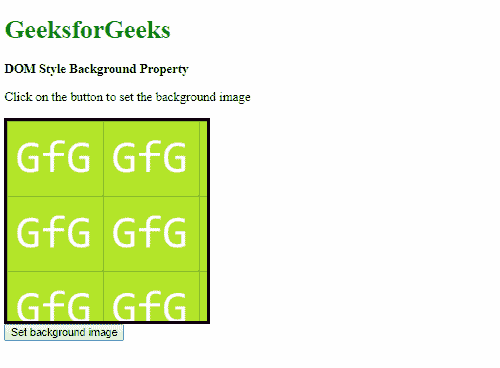 GeeksforGeeks
DOM Style Background Property
Click on the button to set the background image
GfG GfG
GfG GfG
GfG GfG
Set background image